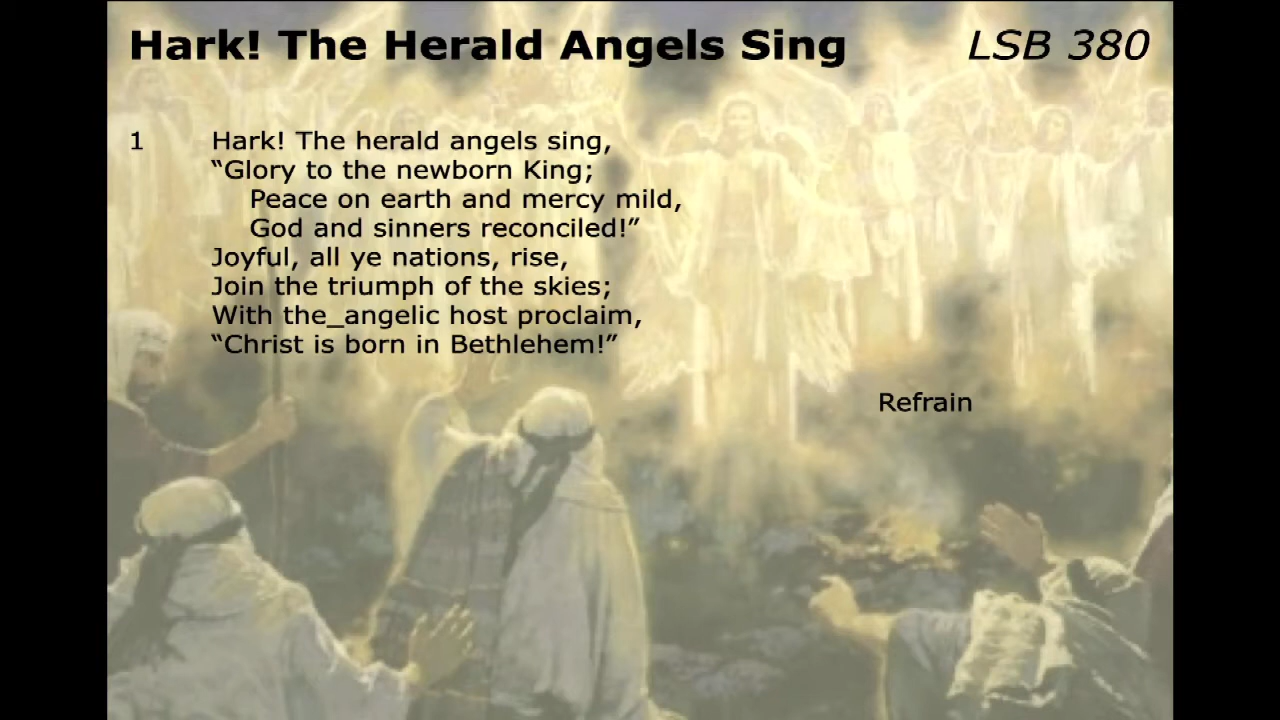 Hark! The Herald Angels Sing LSB 380
1 Hark! The herald angels sing,
“Glory to the newborn King;
Peace on earth and mercy mild,
God and sinners reconciled!”
Joyful, all ye nations, rise,
Join the triumph of the skies;
With the_angelic host proclaim,
“Christ is born in Bethlehem!”
Refrain